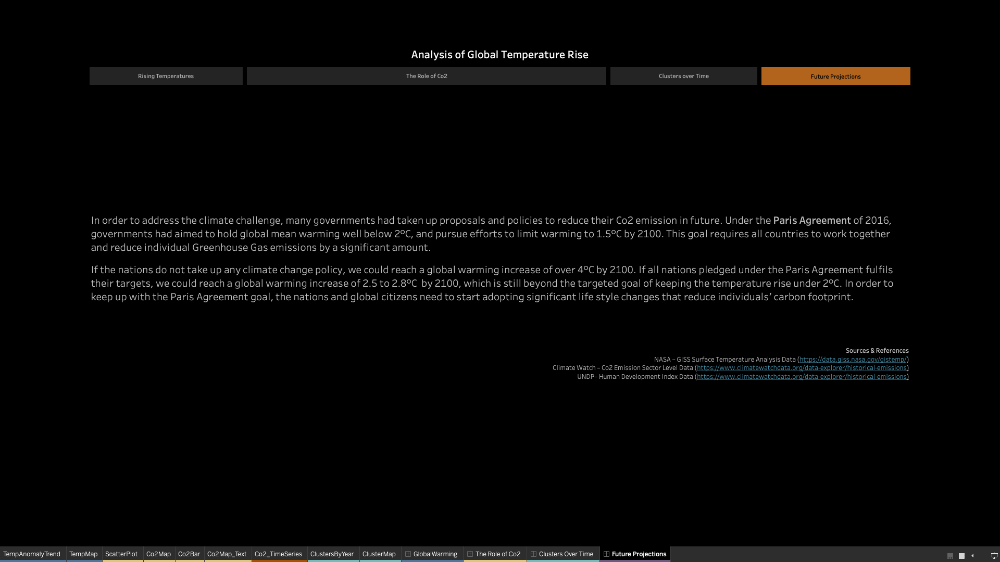 Analysis of Global Temperature Rise
Rising Temperatures
The Role of Co2
Clusters over Time
Future Projections
In order to address the climate challenge, many governments had taken up proposals and policies to reduce their Co2 emission in future. Under the Paris Agreement of 2016,
governments had aimed to hold global mean warming well below 2ºC, and pursue efforts to limit warming to 1.5ºC by 2100. This goal requires all countries to work together
and reduce individual Greenhouse Gas emissions by a significant amount.
If the nations do not take up any climate change policy, we could reach a global warming increase of over 4ºC by 2100. If all nations pledged under the Paris Agreement fulfils
their targets, we could reach a global warming increase of 2.5 to 2.8ºC  by 2100, which is still beyond the targeted goal of keeping the temperature rise under 2ºC. In order to
keep up with the Paris Agreement goal, the nations and global citizens need to start adopting significant life style changes that reduce individuals’ carbon footprint.
Sources & References
NASA – GISS Surface Temperature Analysis Data (https://data.giss.nasa.gov/gistemp/)
Climate Watch – Co2 Emission Sector Level Data (https://www.climatewatchdata.org/data-explorer/historical-emissions)
UNDP– Human Development Index Data (https://www.climatewatchdata.org/data-explorer/historical-emissions)
TempAnomalyTrend
TempMap
ScatterPlot
Co2Map
Co2Bar
Co2Map_Text
Co2_TimeSeries
ClustersByYear
ClusterMap
GlobalWarming
The Role of Co2
Clusters Over Time
Future Projections